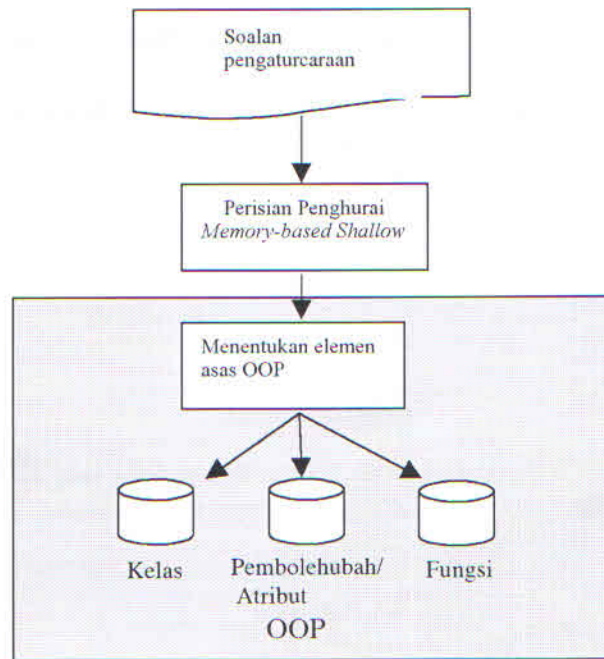 Soalan
pengaturcaraan
Perisian Penghurai
Memory-based Shallow
Menentukan elemen
asas OOP
Kelas
Pembolehubah/
Atribut
Fungsi
OOP